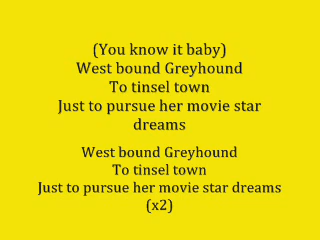 (You know it baby)
West bound Greyhound
To tinsel town
Just to pursue her movie star
dreams
West bound Greyhound
To tinsel town
Just to pursue her movie star dreams
(x2)